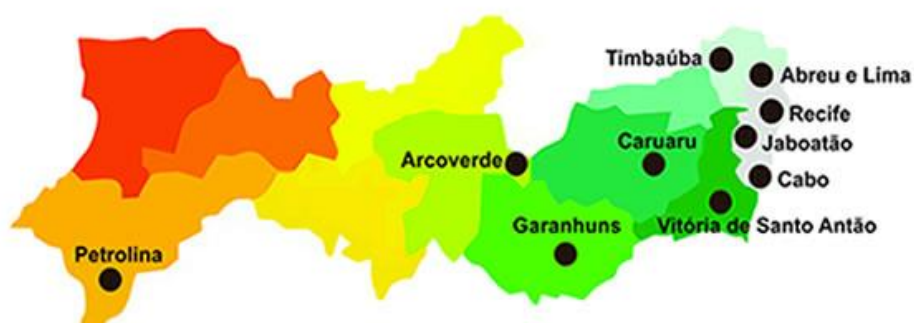 Timbaúba
Abreu e Lima
Recife
Jaboatão
Caruaru
Arcoverde
Cabo
Garanhuns
Vitória de Santo Antão
Petrolina